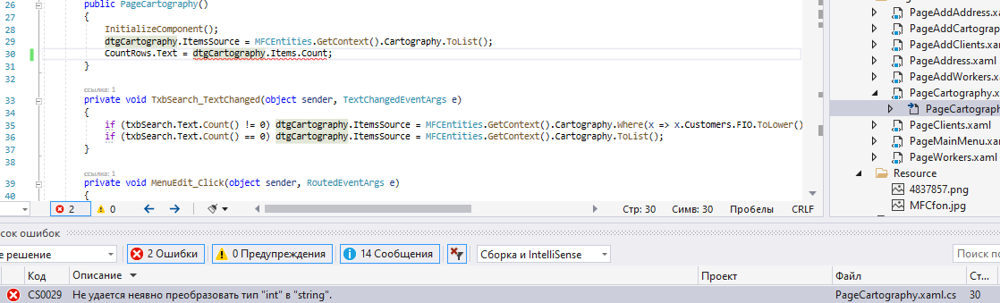 26 public PageCartography()
27 {
28 InitializeComponent();
29 dtgCartography.ItemsSource = MFCEntities.GetContext().Cartography.ToList();
30 CountRows.Text = dtgCartography.Items.Count;
31 }
32
ссылка: 1
33 private void TxbSearch_TextChanged(object sender, TextChangedEventArgs e)
34 {
35 if (txbSearch.Text.Count() != 0) dtgCartography.ItemsSource = MFCEntities.GetContext().Cartography.Where(x => x.Customers.FIO.ToLower()
36 if (txbSearch.Text.Count() == 0) dtgCartography.ItemsSource = MFCEntities.GetContext().Cartography.ToList();
37 }
38
ссылка: 1
39 private void MenuEdit_Click(object sender, RoutedEventArgs e)
40 {
2 0 Стр: 30 Симв: 30 Пробелы CRLF
PageAddAddress.xaml
PageAddCartograp
PageAddClients.xaml
PageAddress.xaml
PageAddWorkers.x
PageCartography.x
PageCartograph
PageClients.xaml
PageMainMenu.xaml
PageWorkers.xaml
Resource
4837857.png
MFCfon.jpg
сок ошибок
е решение 2 Ошибки 0 Предупреждения 14 Сообщения Сборка и IntelliSense Поиск по
Код Описание Проект Файл Ст...
CS0029 Не удается неявно преобразовать тип "int" в "string". PageCartography.xaml.cs 30